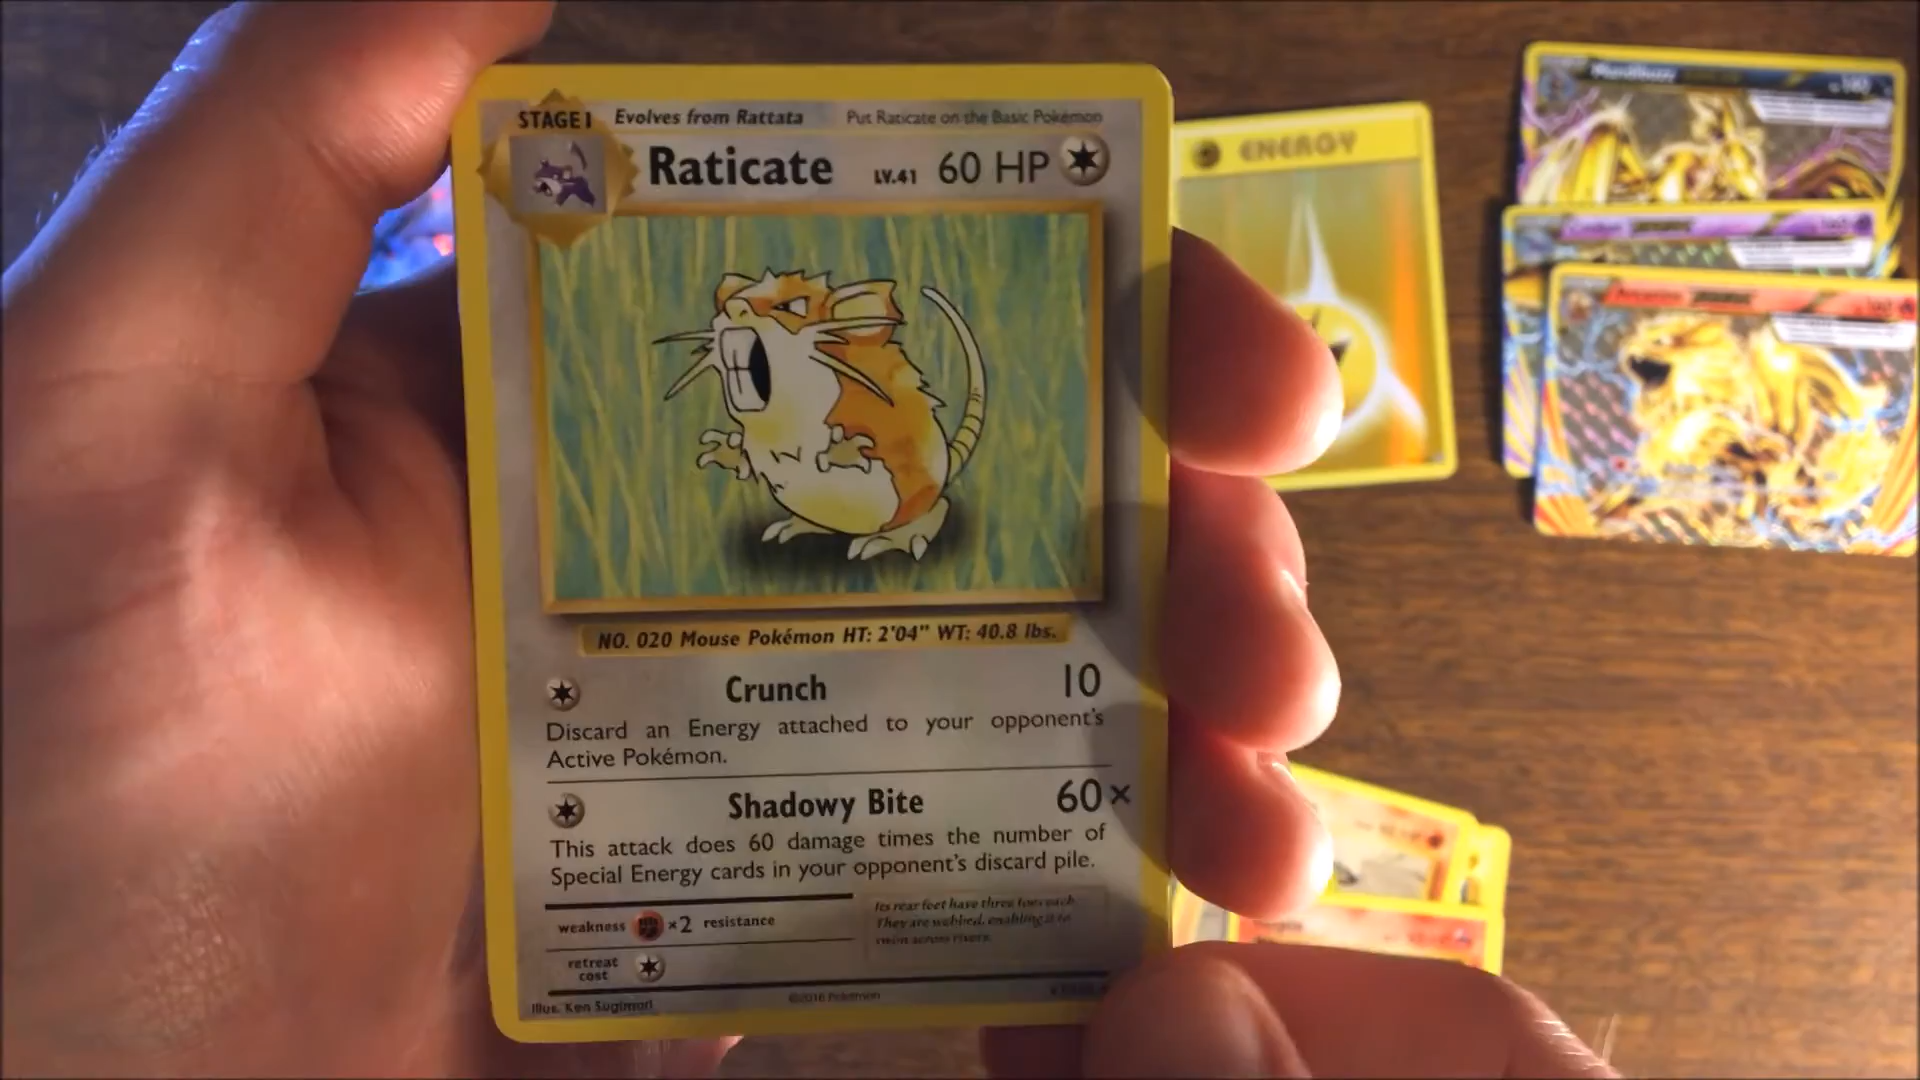 STAGE 1 Evolves from Rattata Put Raticate on the Basic Pokémon
Raticate LV.41 60 HP
NO. 020 Mouse Pokémon HT: 2'04" WT: 40.8 lbs.
Crunch 10
Discard an Energy attached to your opponent's
Active Pokémon.
Shadowy Bite 60×
This attack does 60 damage times the number of
Special Energy cards in your opponent's discard pile.
weakness ×2 resistance
Its rear feet have three toes each.
They are webbed, enabling it to
swim across rivers.
retreat
cost
Illus. Ken Sugimori ©2016 Pokémon
ENERGY